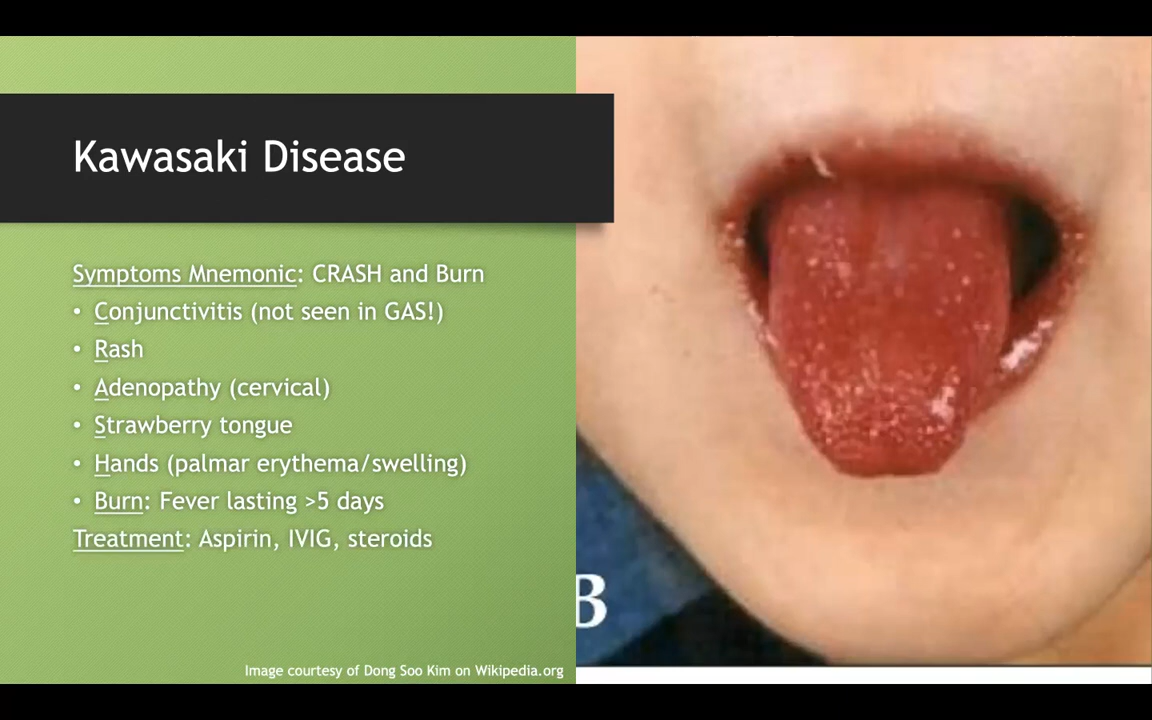 Kawasaki Disease
Symptoms Mnemonic: CRASH and Burn
• Conjunctivitis (not seen in GAS!)
• Rash
• Adenopathy (cervical)
• Strawberry tongue
• Hands (palmar erythema/swelling)
• Burn: Fever lasting >5 days
Treatment: Aspirin, IVIG, steroids
B
Image courtesy of Dong Soo Kim on Wikipedia.org